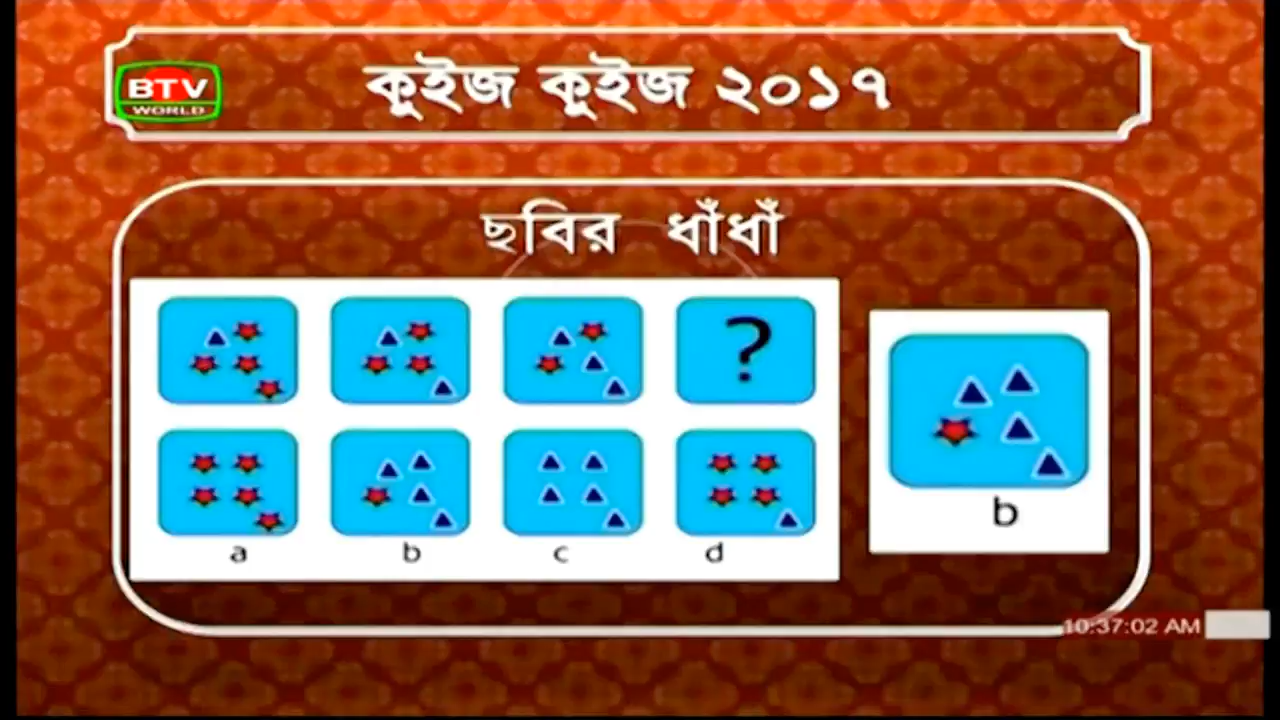 কূইজ কূইজ ২০১৭
BTV
WORLD
ছবির ধাঁধাঁ
?
a b c d
b
10:37:02 AM